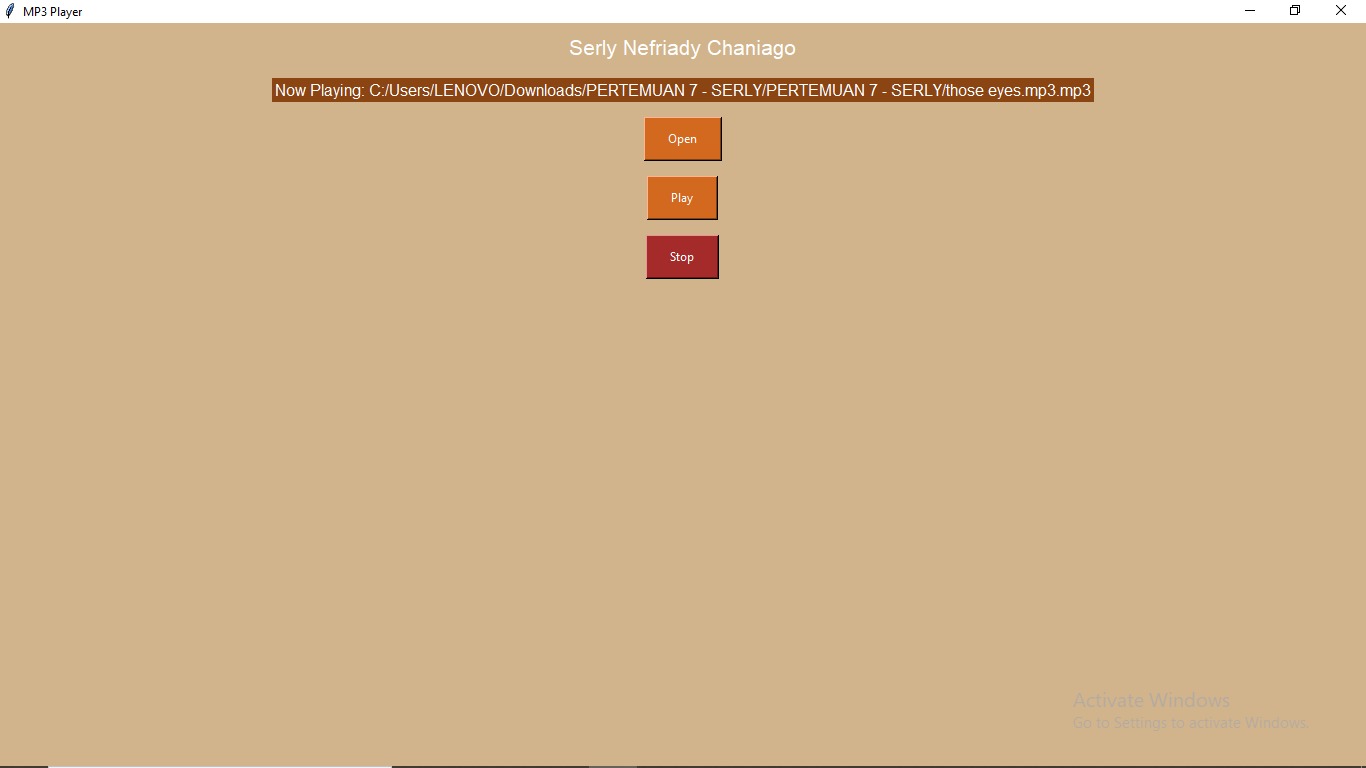 MP3 Player
Serly Nefriady Chaniago
Now Playing: C:/Users/LENOVO/Downloads/PERTEMUAN 7 - SERLY/PERTEMUAN 7 - SERLY/those eyes.mp3.mp3
Open
Play
Stop
Activate Windows
Go to Settings to activate Windows.